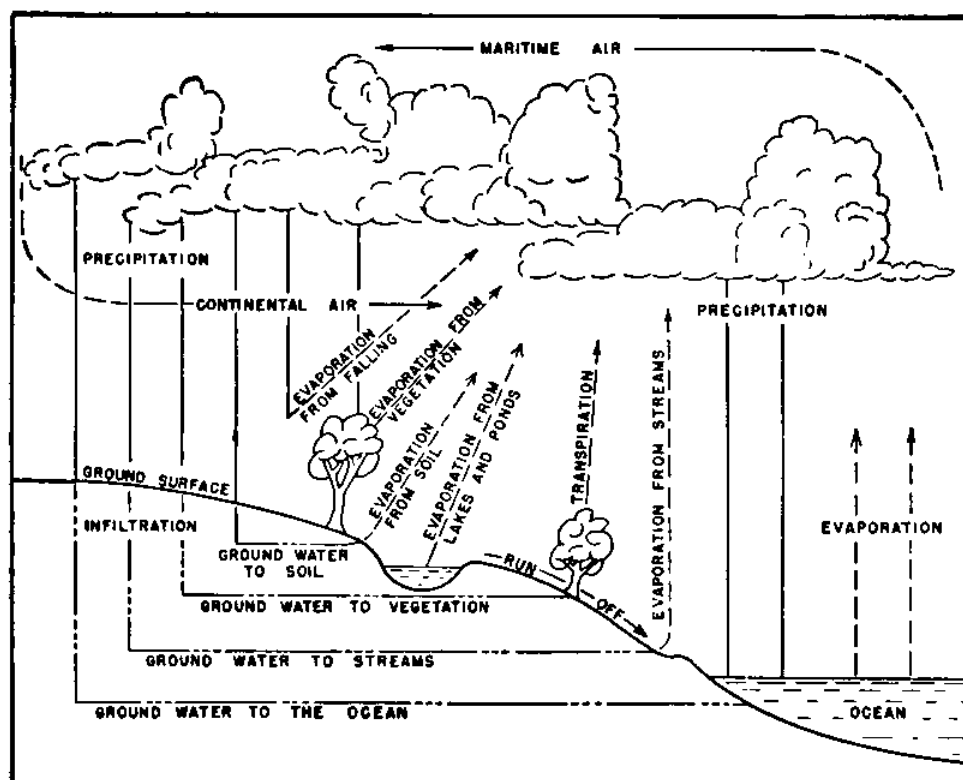 MARITIME AIR
PRECIPITATION
CONTINENTAL AIR
PRECIPITATION
EVAPORATION
FROM FALLING
EVAPORATION FROM
VEGETATION
EVAPORATION
FROM SOIL
EVAPORATION FROM
LAKES AND PONDS
TRANSPIRATION
EVAPORATION FROM STREAMS
EVAPORATION
GROUND SURFACE
INFILTRATION
GROUND WATER
TO SOIL
RUN OFF
GROUND WATER TO VEGETATION
GROUND WATER TO STREAMS
GROUND WATER TO THE OCEAN
OCEAN